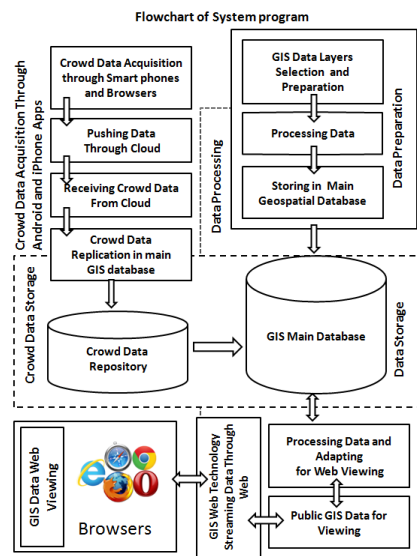 Flowchart of System program
Crowd Data Acquisition Through
Android and iPhone Apps
Crowd Data Acquisition
through Smart phones
and Browsers
Pushing Data
Through Cloud
Receiving Crowd Data
From Cloud
Crowd Data
Replication in main
GIS database
Data Processing
GIS Data Layers
Selection and
Preparation
Processing Data
Storing in Main
Geospatial Database
Data Preparation
Crowd Data Storage
Crowd Data
Repository
GIS Main Database
Data Storage
GIS Data Web
Viewing
Browsers
GIS Web Technology
Streaming Data Through
Web
Processing Data and
Adapting
for Web Viewing
Public GIS Data for
Viewing